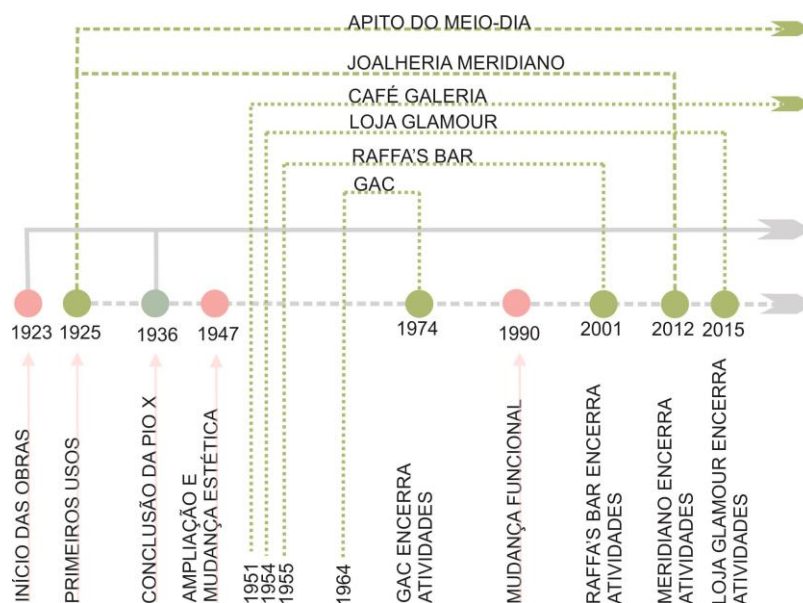 APITO DO MEIO-DIA
JOALHERIA MERIDIANO
CAFÉ GALERIA
LOJA GLAMOUR
RAFFA'S BAR
GAC
1923
1925
1936
1947
1974
1990
2001
2012
2015
INÍCIO DAS OBRAS
PRIMEIROS USOS
CONCLUSÃO DA PIO X
AMPLIAÇÃO E
MUDANÇA ESTÉTICA
1951
1954
1955
1964
GAC ENCERRA
ATIVIDADES
MUDANÇA FUNCIONAL
RAFFA'S BAR ENCERRA
ATIVIDADES
MERIDIANO ENCERRA
ATIVIDADES
LOJA GLAMOUR ENCERRA
ATIVIDADES